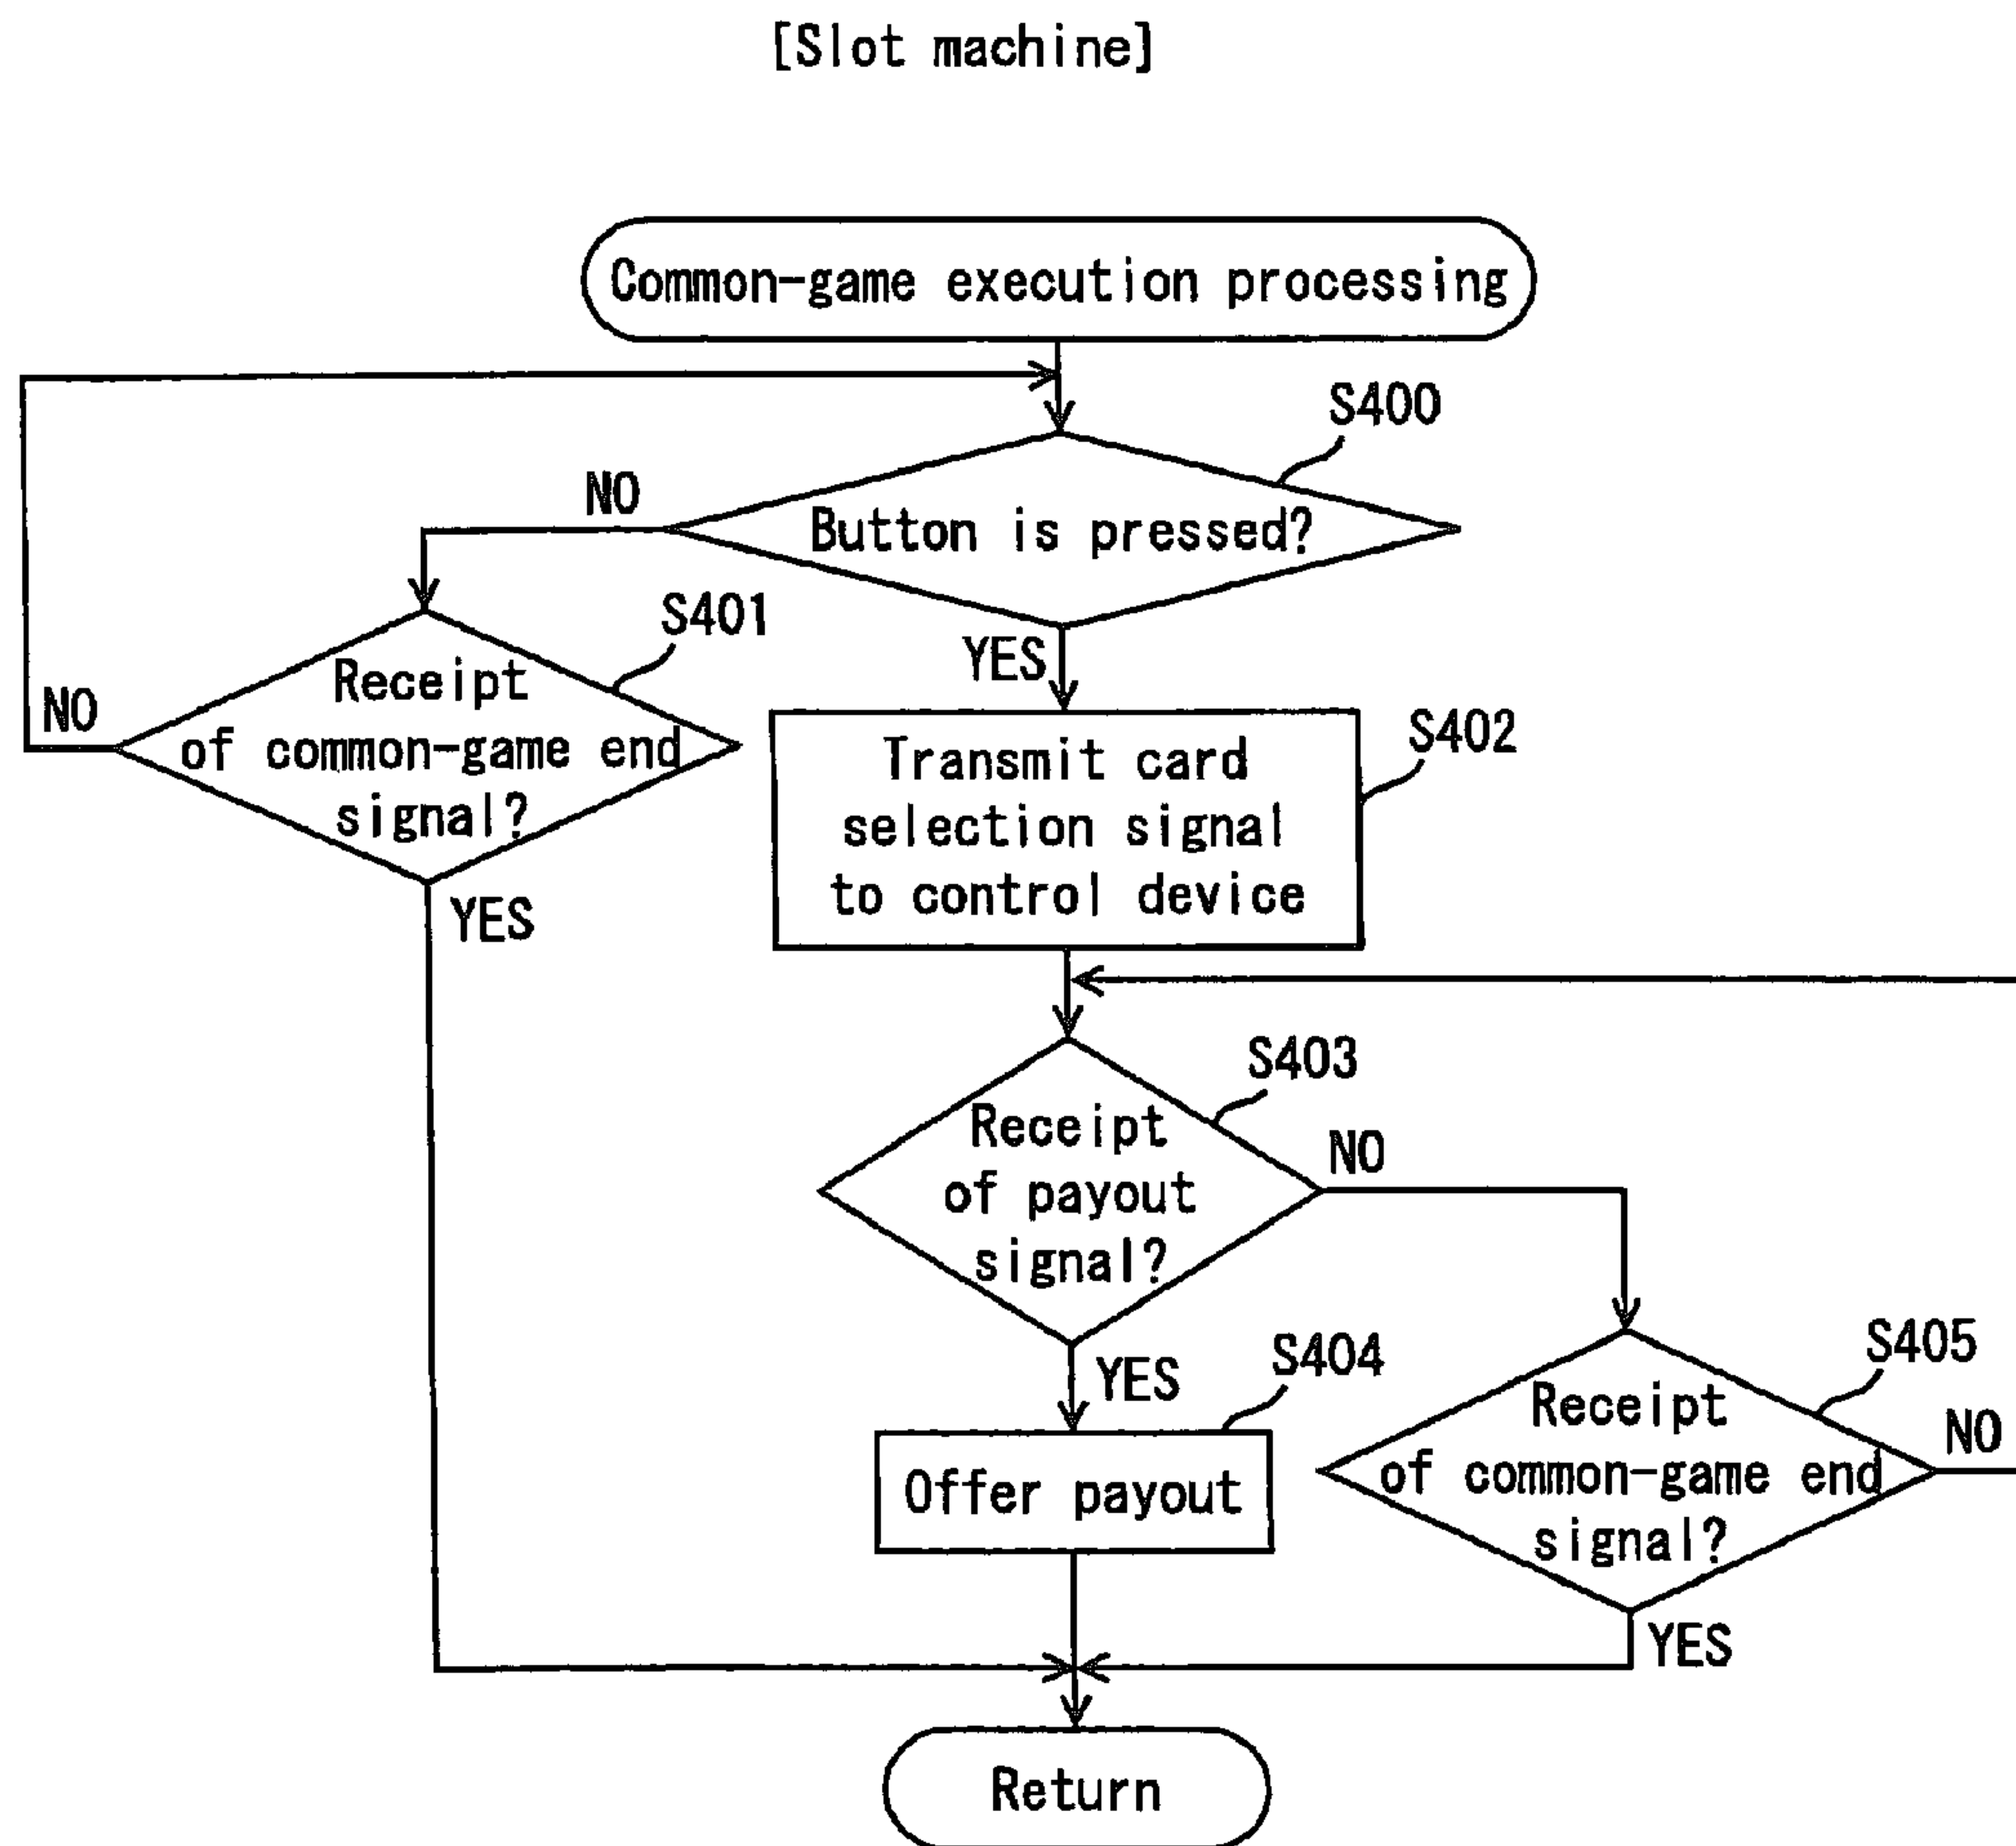 [Slot machine]
Common-game execution processing
S400
NO
Button is pressed?
S401
YES
Receipt
of common-game end
signal?
NO
S402
Transmit card
selection signal
to control device
YES
S403
Receipt
of payout
signal?
NO
S404
YES
S405
Receipt
of common-game end
signal?
NO
Offer payout
YES
Return